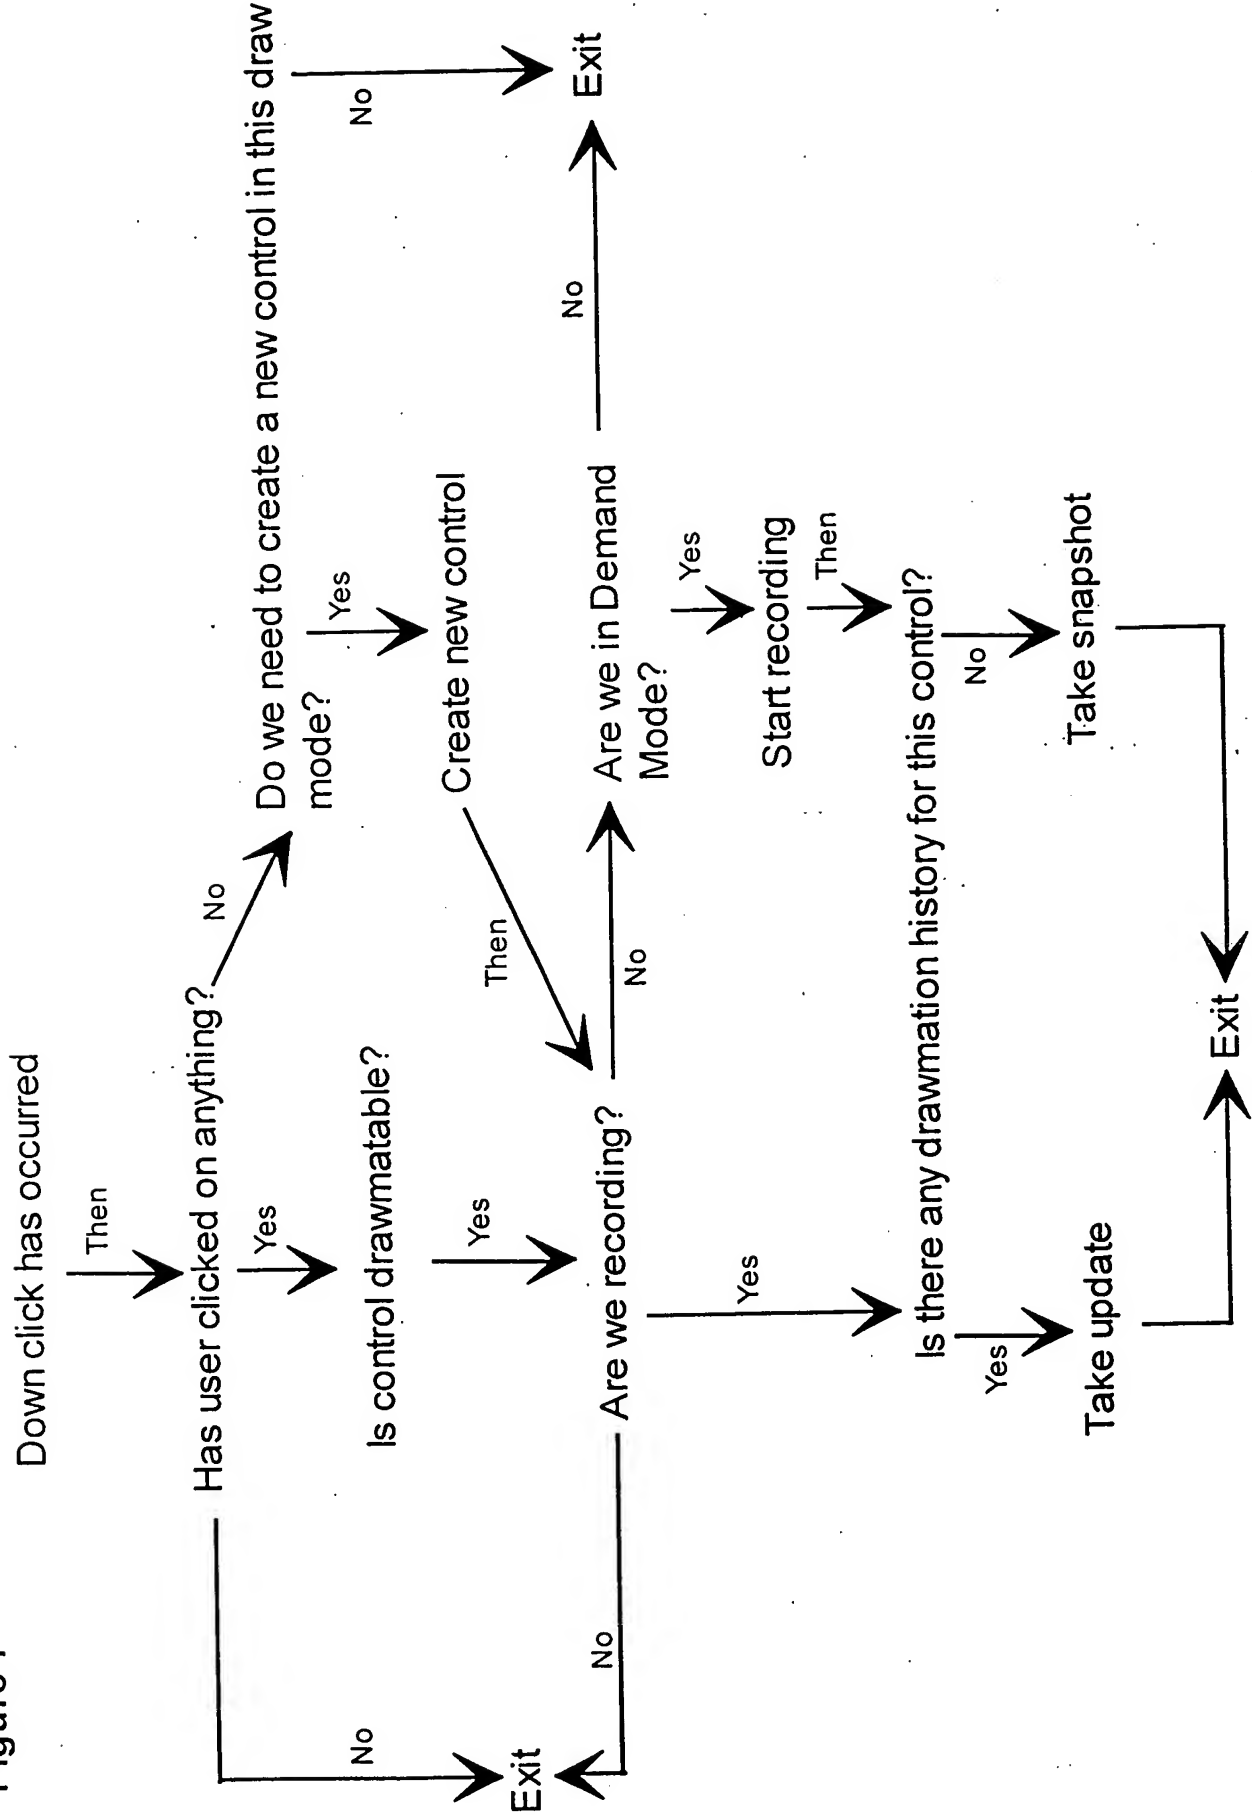 Figure
Down click has occurred
Then
Has user clicked on anything?
No
Yes
Do we need to create a new control in this draw
mode?
No
Yes
Is control drawmatable?
No
Then
Create new control
Yes
Exit
No
Are we recording?
No
Are we in Demand
Mode?
No
Exit
Yes
Yes
Start recording
Then
Is there any drawmation history for this control?
Yes
No
Take update
Take snapshot
Exit